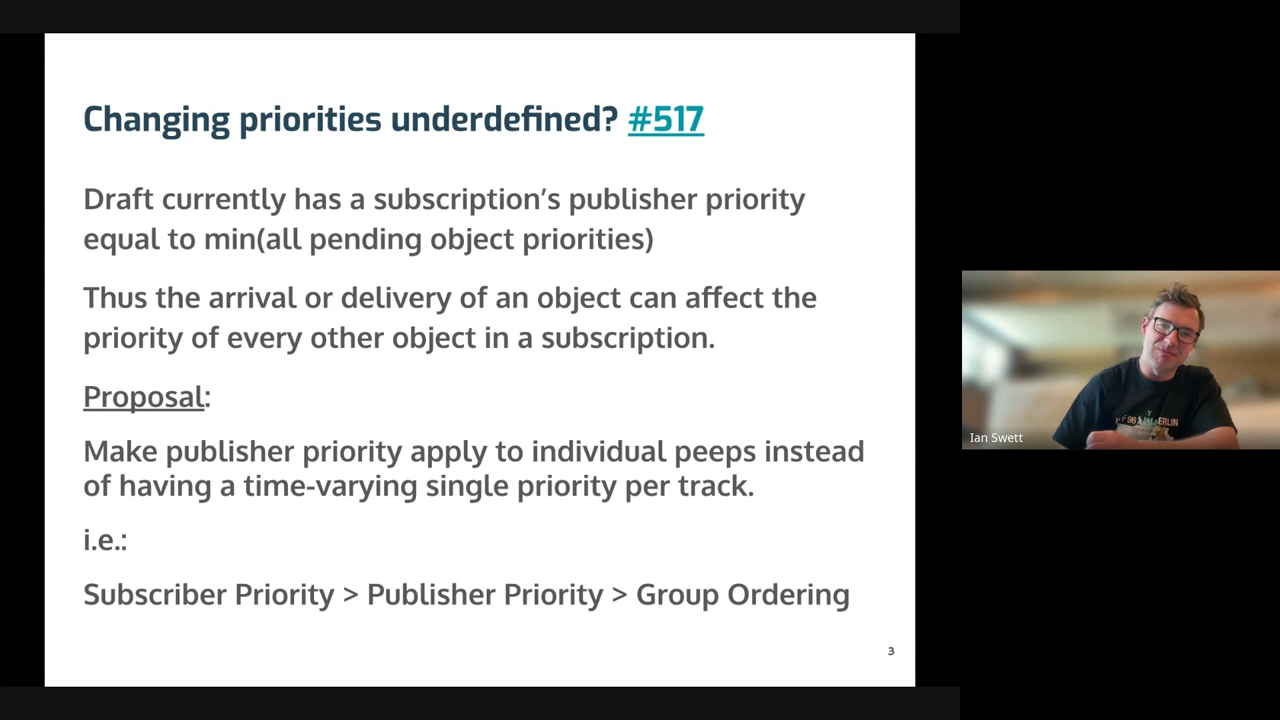 Changing priorities underdefined? #517
Draft currently has a subscription’s publisher priority
equal to min(all pending object priorities)
Thus the arrival or delivery of an object can affect the
priority of every other object in a subscription.
Proposal:
Make publisher priority apply to individual peeps instead
of having a time-varying single priority per track.
i.e.:
Subscriber Priority > Publisher Priority > Group Ordering
3
Ian Swett